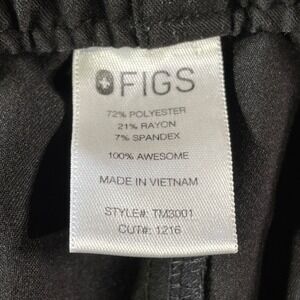 FIGS
72% POLYESTER
21% RAYON
7% SPANDEX
100% AWESOME
MADE IN VIETNAM
STYLE#: TM3001
CUT#: 1216